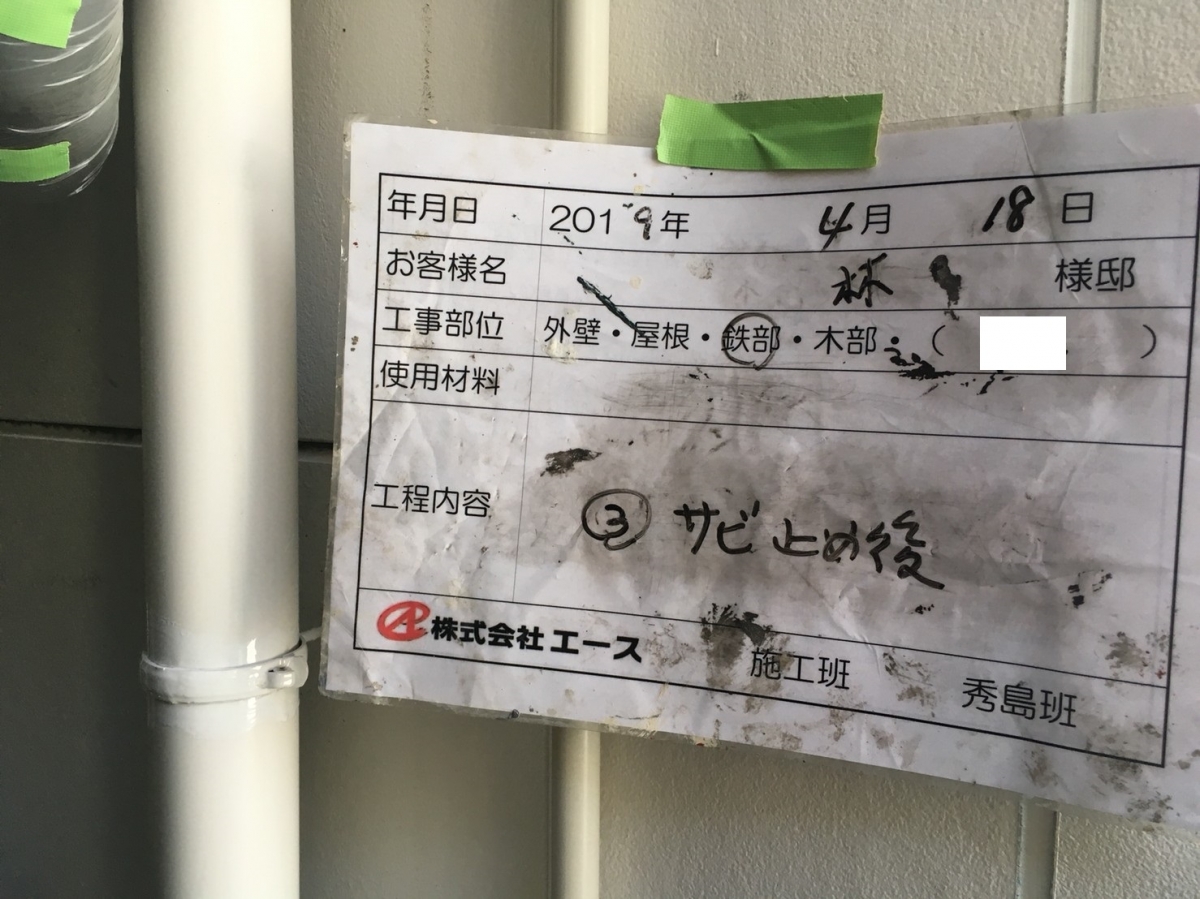 年月日 2019年 4月 18日
お客様名 林 様邸
工事部位 外壁・屋根・鉄部・木部・（ ）
使用材料
工程内容 ③ サビ止め後
株式会社エース 施工班 秀島班